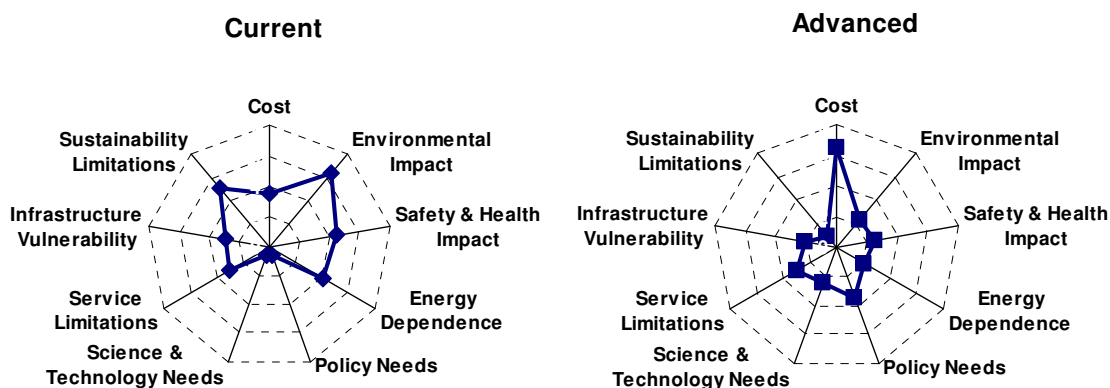 Current
Cost
Sustainability
Limitations
Environmental
Impact
Infrastructure
Vulnerability
Safety & Health
Impact
Service
Limitations
Energy
Dependence
Science &
Technology Needs
Policy Needs
Advanced
Cost
Sustainability
Limitations
Environmental
Impact
Infrastructure
Vulnerability
Safety & Health
Impact
Service
Limitations
Energy
Dependence
Science &
Technology Needs
Policy Needs